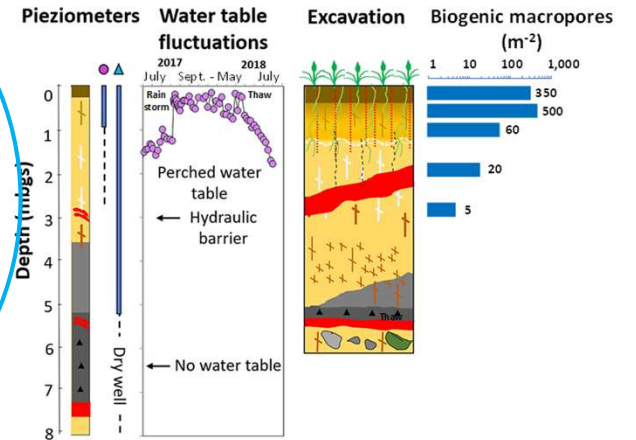 Piezometers
Water table
fluctuations
Excavation
Biogenic macropores
(m-2)
2017
2018
July Sept. - May July
1 10 100 1,000
Rain
storm
Thaw
0
1
2
3
4
5
6
7
8
Depth (mbgs)
350
500
60
20
5
Perched water
table
Hydraulic
barrier
No water table
Dry well
Thaw